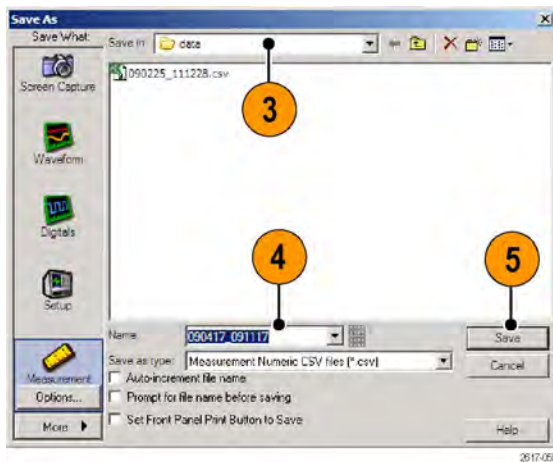 Save As
Save What:
Save in: data
Screen Capture
090225_111228.csv
3
Waveform
Digitals
4
5
Setup
Name: 090417_091117
Save
Save as type: Measurement Numeric CSV files (*.csv)
Cancel
Measurement
Auto-increment file name
Options...
Prompt for file name before saving
Set Front Panel Print Button to Save
More
Help
2617-05